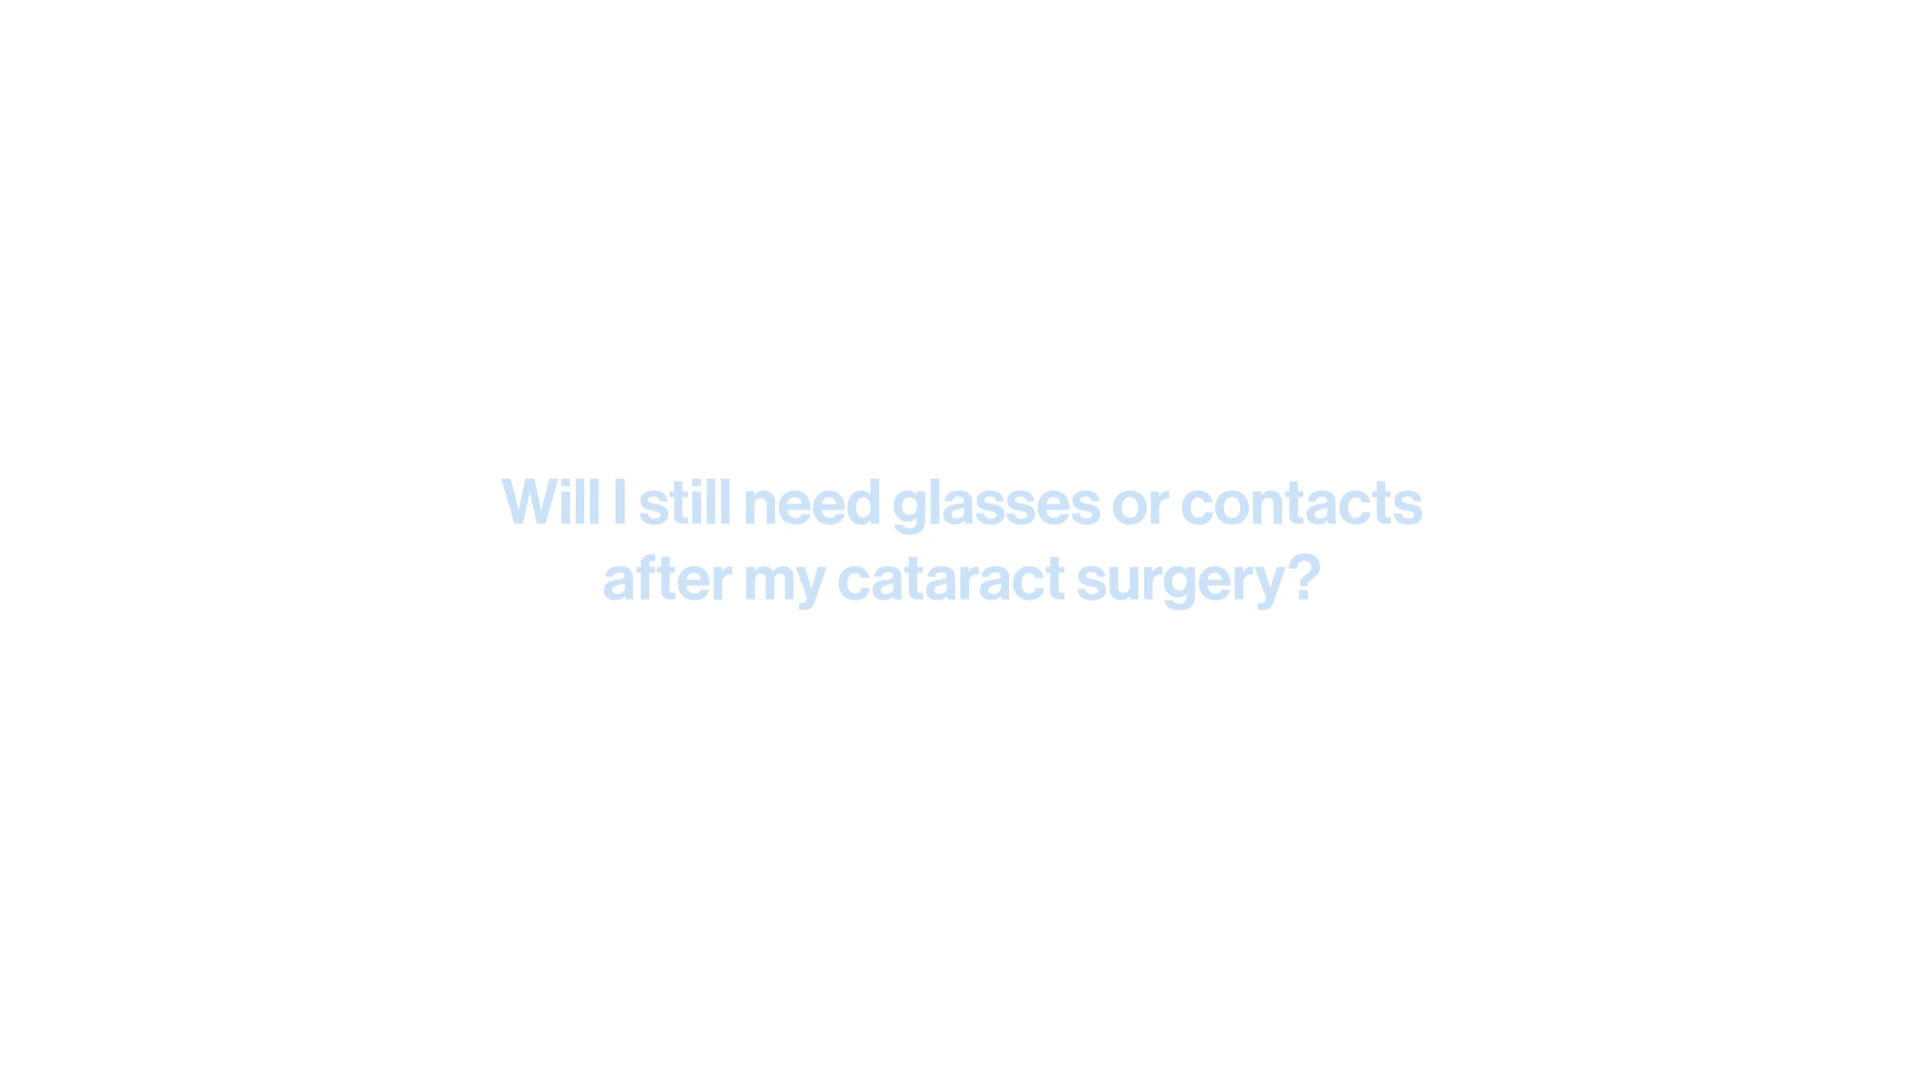 Will I still need glasses or contacts
after my cataract surgery?